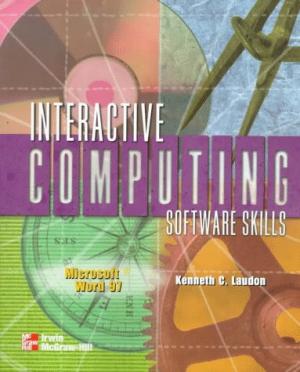 INTERACTIVE
COMPUTING
SOFTWARE SKILLS
Microsoft
Word 97
Kenneth C. Laudon
Irwin
McGraw-Hill